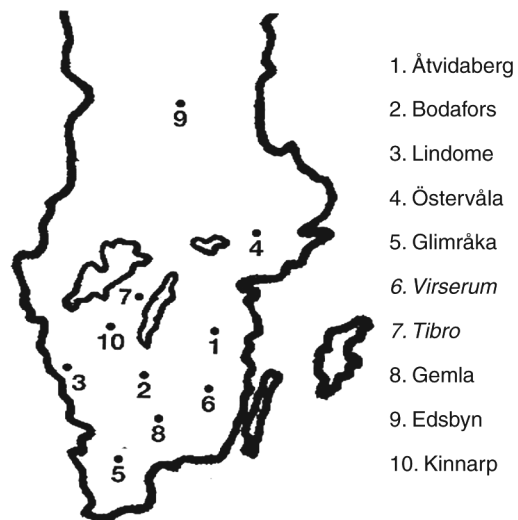 9
4
7
10
1
3
2
6
8
5
1. Åtvidaberg
2. Bodafors
3. Lindome
4. Östervåla
5. Glimråka
6. Virserum
7. Tibro
8. Gemla
9. Edsbyn
10. Kinnarp